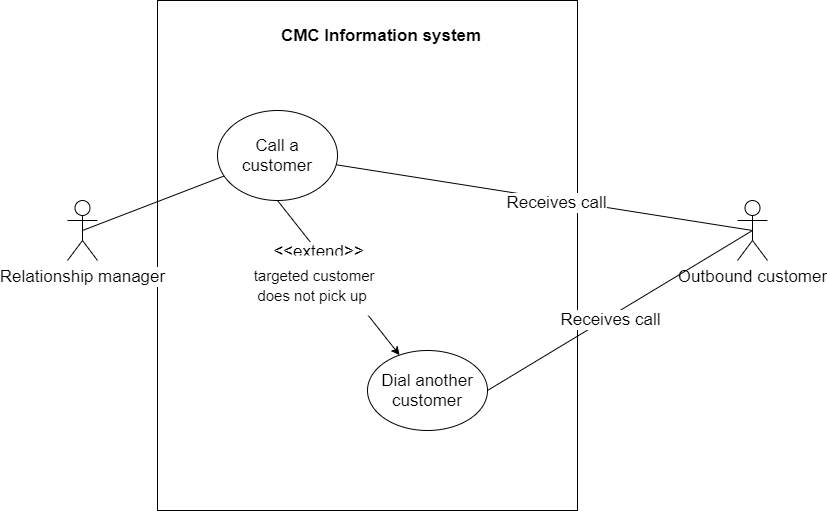 CMC Information system
Call a
customer
Receives call
<<extend>>
Relationship manager
targeted customer
does not pick up
Outbound customer
Receives call
Dial another
customer